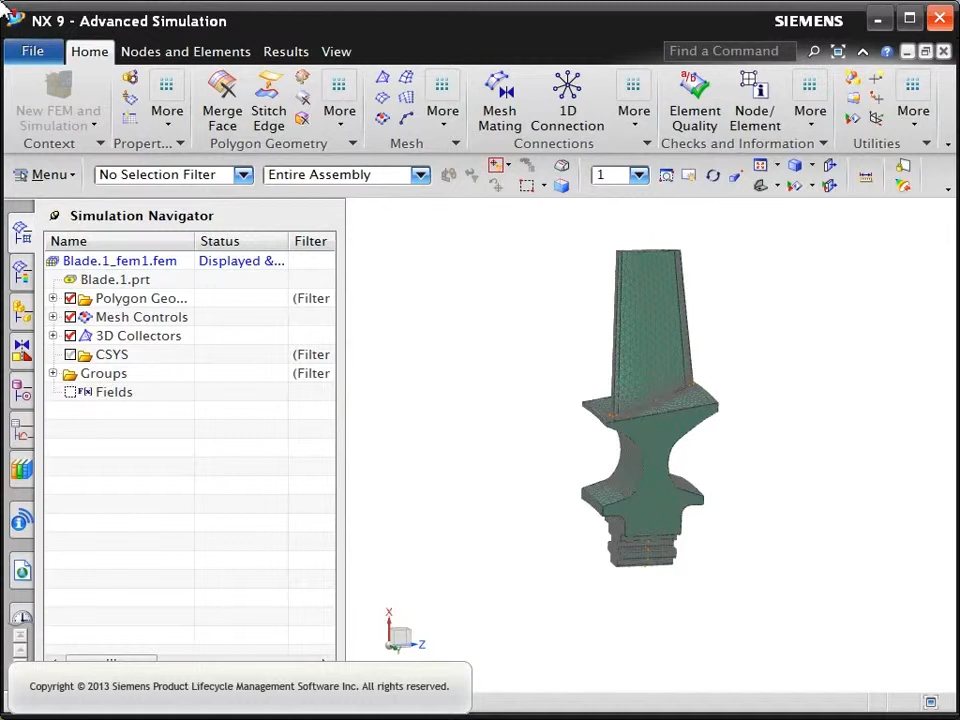 NX 9 - Advanced Simulation
SIEMENS
File
Home
Nodes and Elements
Results
View
Find a Command
New FEM and
Simulation
More
Merge
Face
Stitch
Edge
More
More
Mesh
Mating
1D
Connection
More
Element
Quality
Node/
Element
More
More
Context
Propert...
Polygon Geometry
Mesh
Connections
Checks and Information
Utilities
Menu
No Selection Filter
Entire Assembly
1
Simulation Navigator
Name
Status
Filter
Blade.1_fem1.fem
Displayed &...
Blade.1.prt
Polygon Geo...
(Filter
Mesh Controls
3D Collectors
CSYS
(Filter
Groups
(Filter
Fields
X
Z
Y
Copyright © 2013 Siemens Product Lifecycle Management Software Inc. All rights reserved.